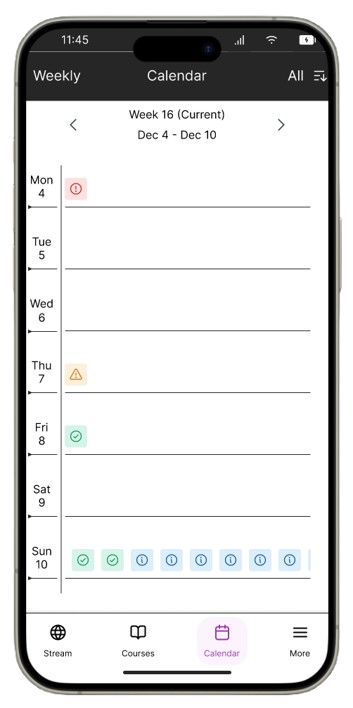 11:45
Weekly Calendar All
Week 16 (Current)
Dec 4 - Dec 10
Mon
4
Tue
5
Wed
6
Thu
7
Fri
8
Sat
9
Sun
10
Stream Courses Calendar More